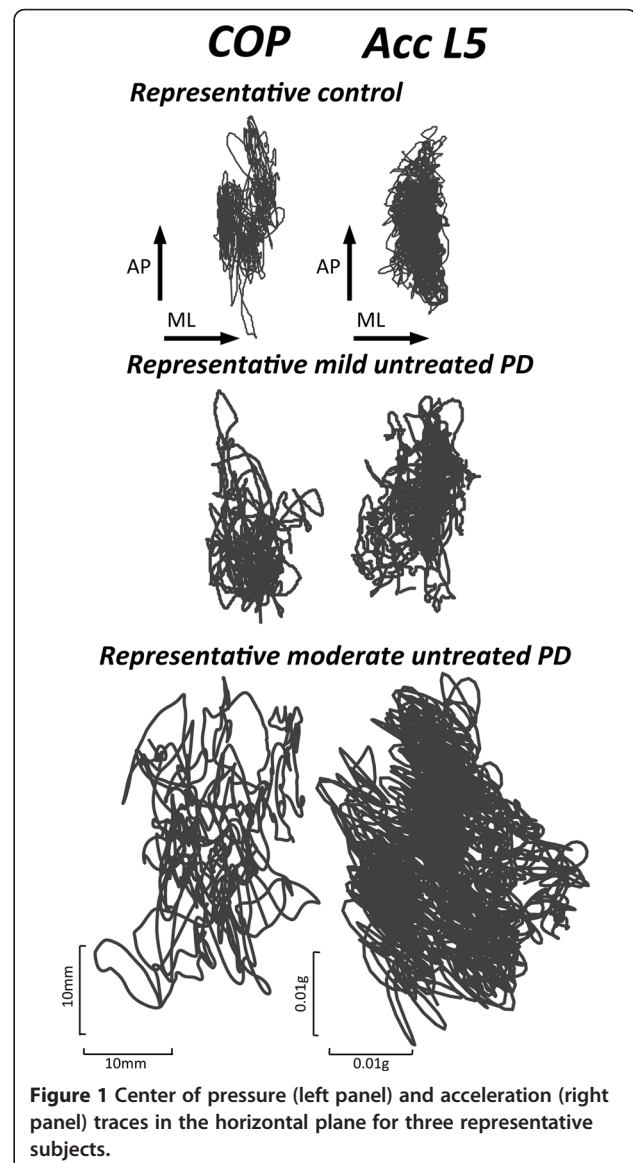 COP Acc L5
Representative control
AP AP
ML ML
Representative mild untreated PD
Representative moderate untreated PD
10mm 0.01g
10mm 0.01g
Figure 1 Center of pressure (left panel) and acceleration (right
panel) traces in the horizontal plane for three representative
subjects.